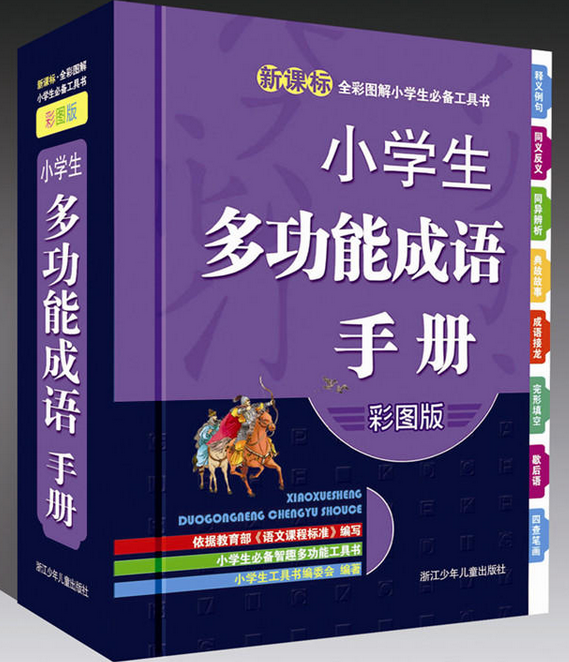 新课标·全彩图解
小学生必备工具书
彩图版
小学生
多功能成语
手册
浙江少年儿童出版社
新课标 全彩图解小学生必备工具书
小学生
多功能成语
手册
彩图版
XIAOXUESHENG
DUOGONGNENG CHENGYU SHOUCE
依据教育部《语文课程标准》编写
小学生必备智趣多功能工具书
小学生工具书编委会 编著
浙江少年儿童出版社
释义例句
同义反义
同异辨析
典故故事
成语接龙
完形填空
歇后语
四查笔画